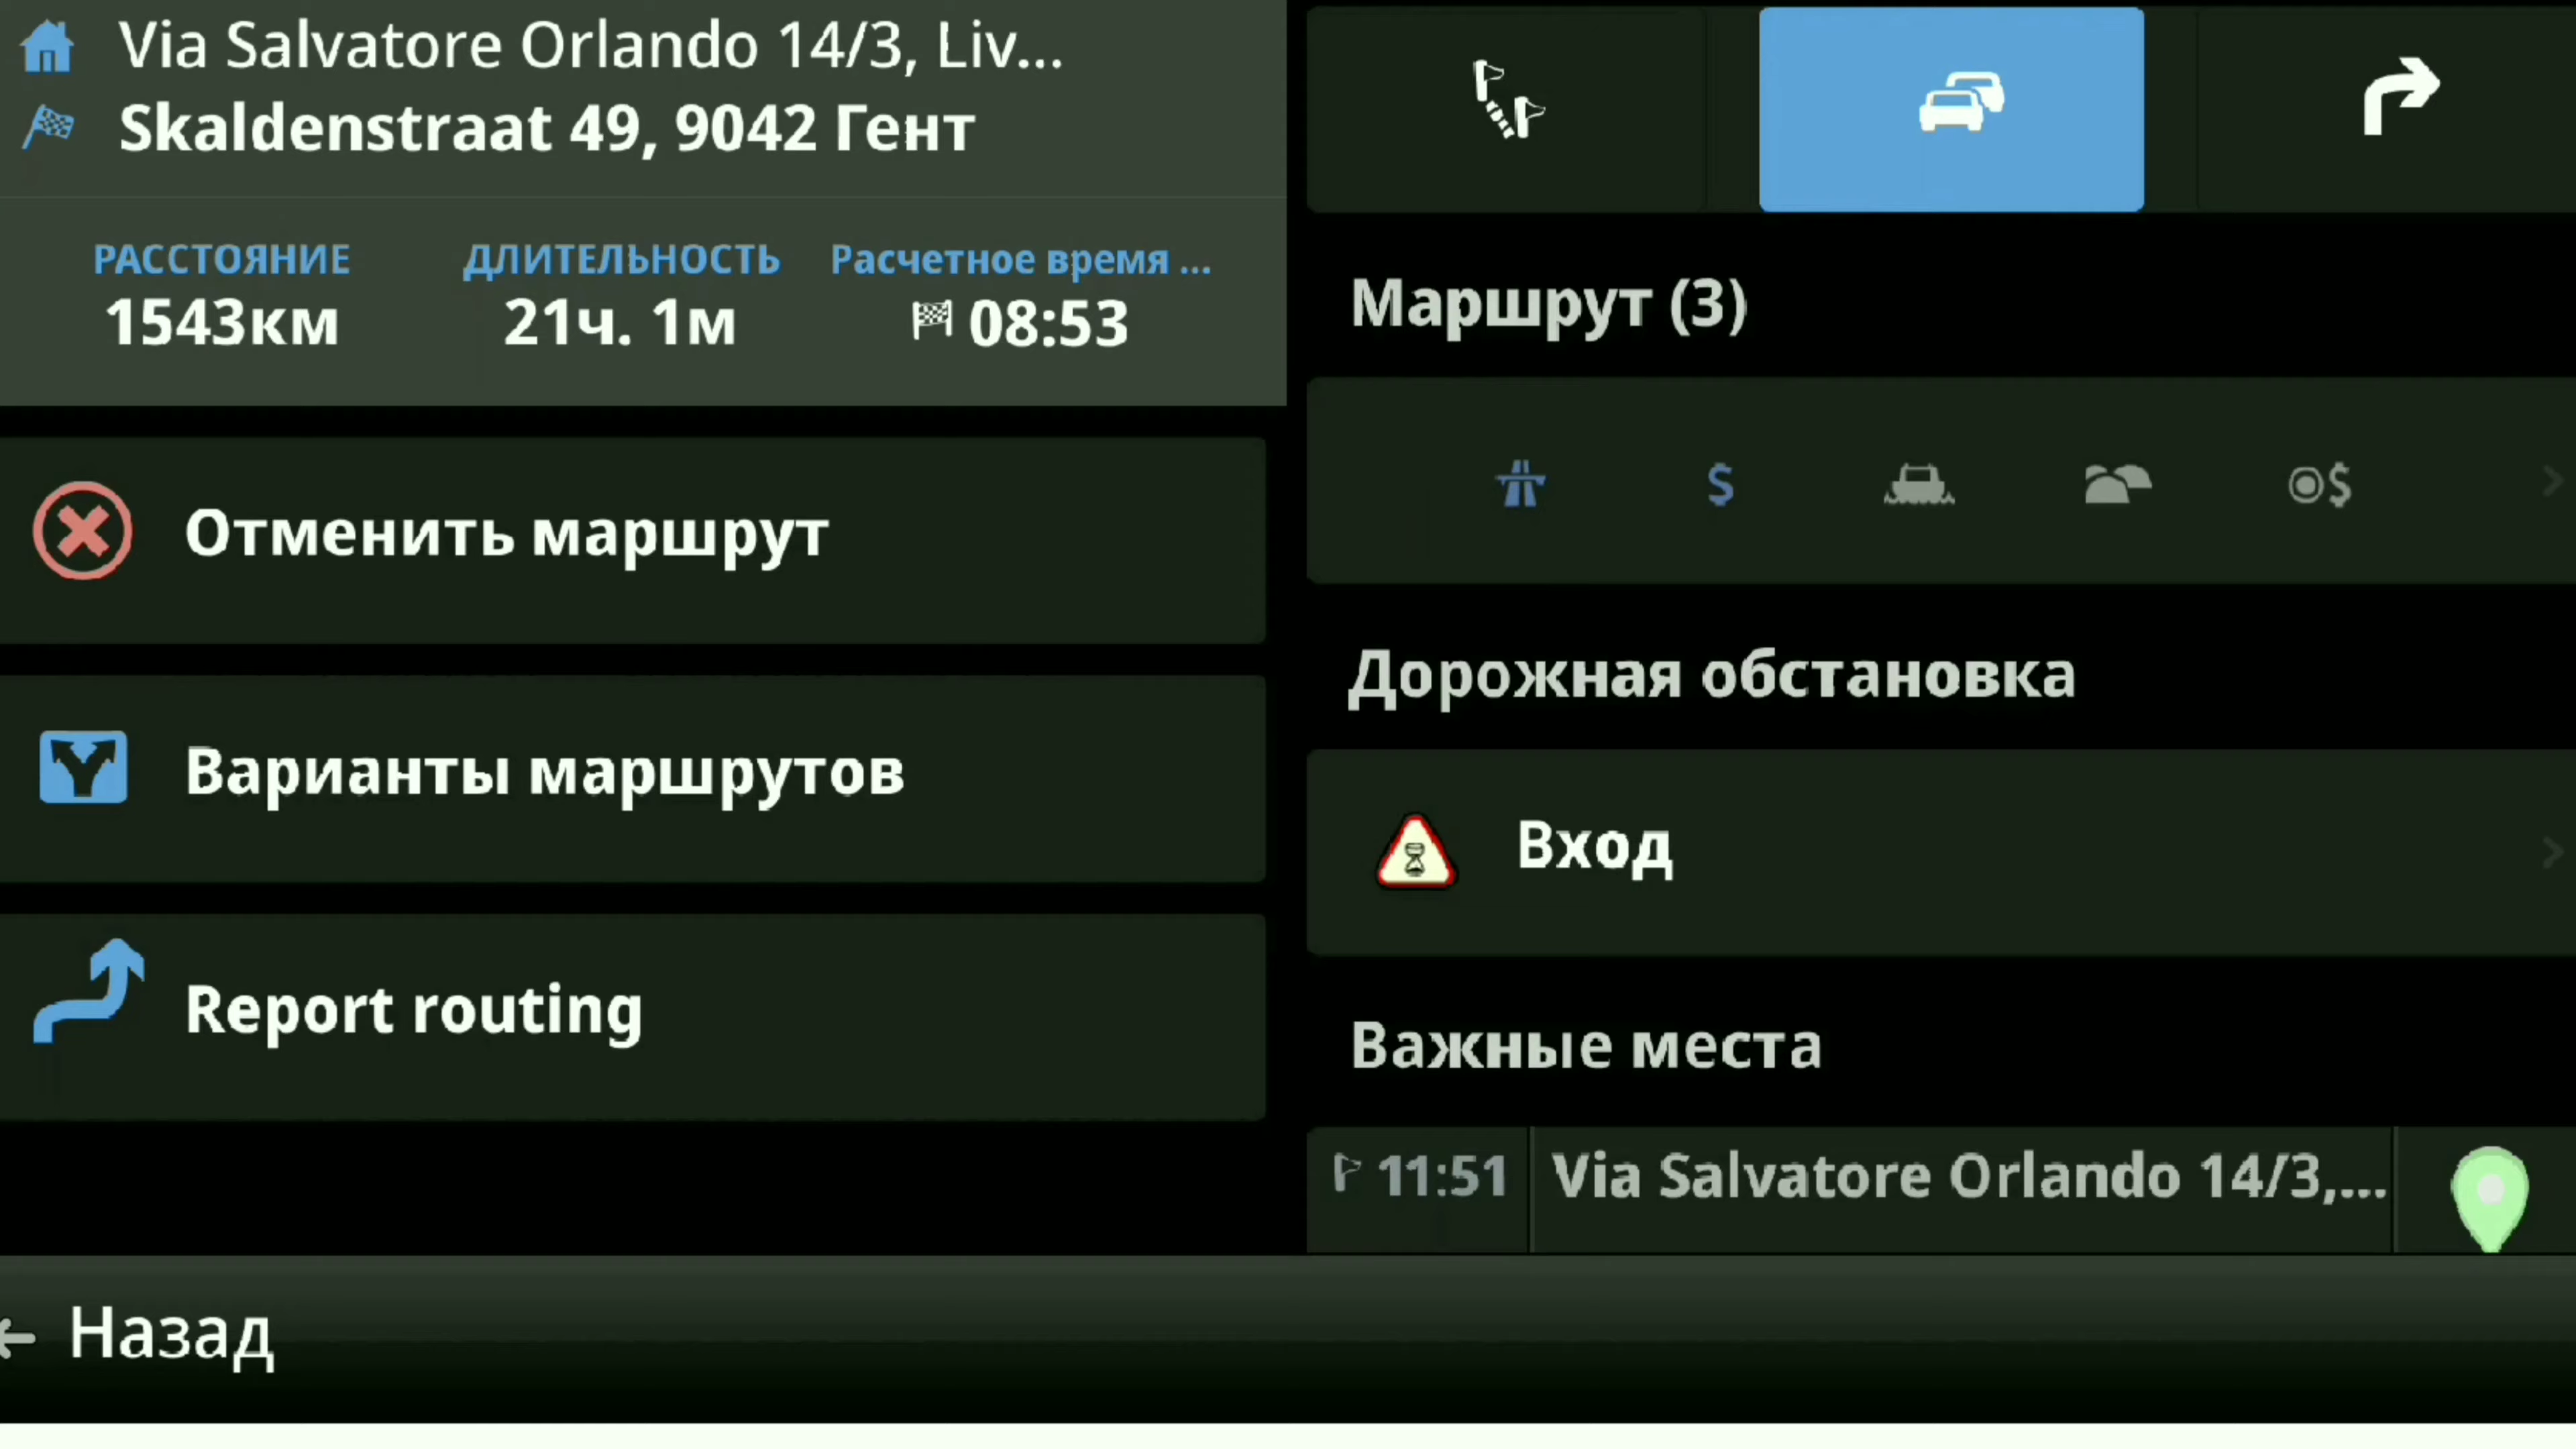 Via Salvatore Orlando 14/3, Liv...
Skaldenstraat 49, 9042 Гент
РАССТОЯНИЕ
1543км
ДЛИТЕЛЬНОСТЬ
21ч. 1м
Расчетное время ...
08:53
Отменить маршрут
Варианты маршрутов
Report routing
Маршрут (3)
$
$
Дорожная обстановка
Вход
Важные места
11:51
Via Salvatore Orlando 14/3,...
← Назад